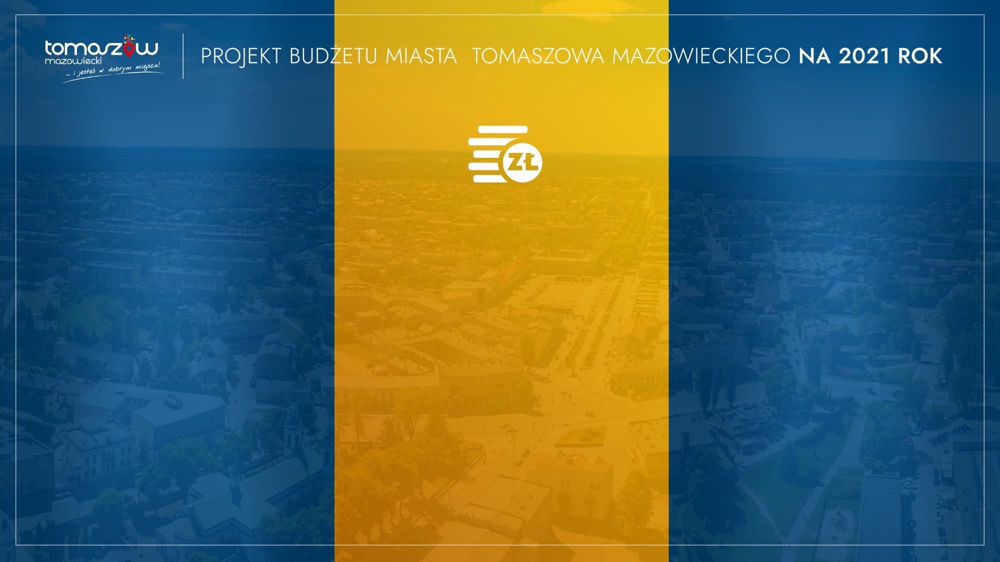 tomaszów
mazowiecki
... i jesteś w dobrym miejscu!
PROJEKT BUDŻETU MIASTA TOMASZOWA MAZOWIECKIEGO NA 2021 ROK
ZŁ